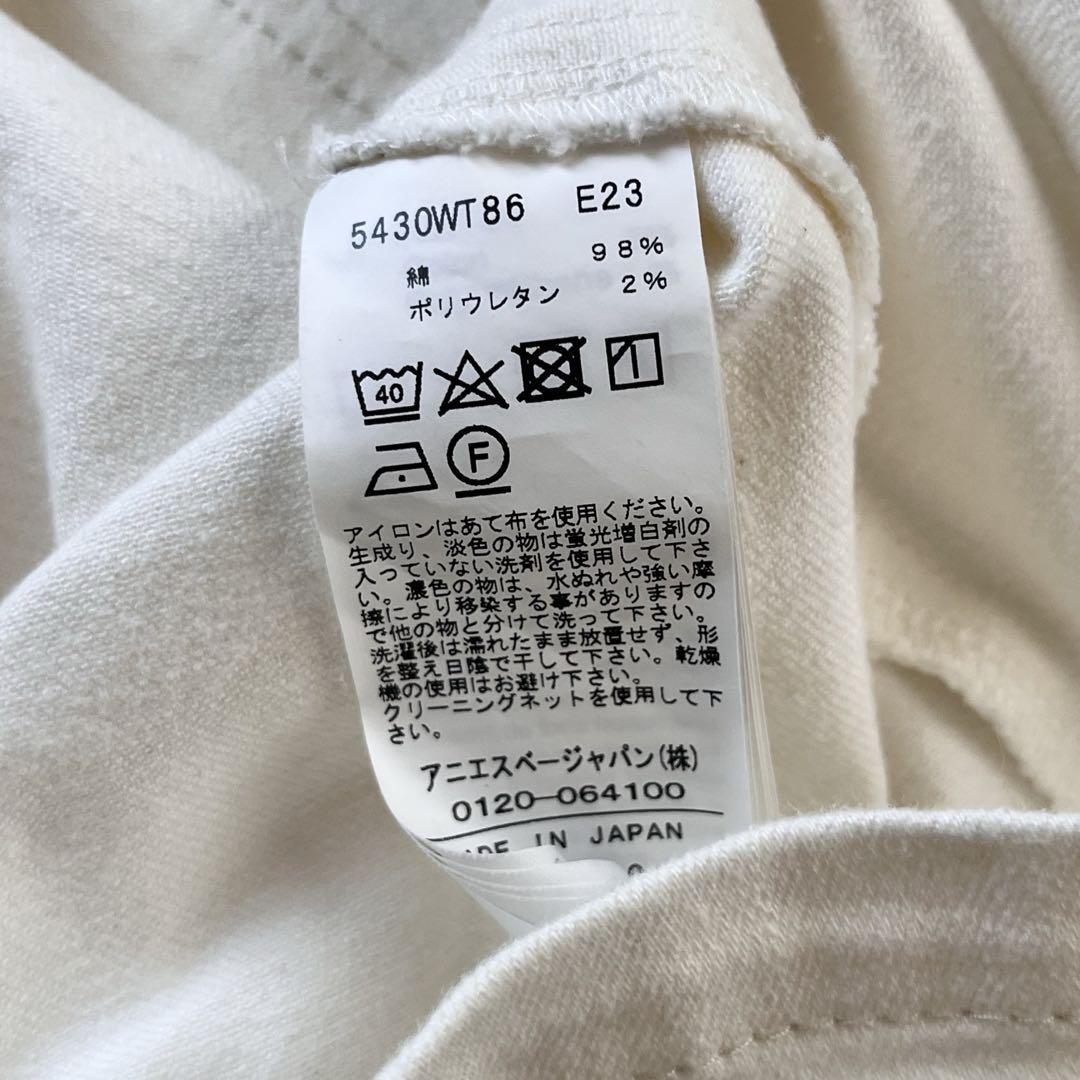 5430WT86 E23
綿 98%
ポリウレタン 2%
40
F
アイロンはあて布を使用ください。
生成り、淡色の物は蛍光増白剤の
入っていない洗剤を使用して下さ
い。濃色の物は、水ぬれや強い摩
擦により移染する事がありますの
で他の物と分けて洗って下さい。
洗濯後は濡れたまま放置せず、形
を整え日陰で干して下さい。乾燥
機の使用はお避け下さい。
クリーニングネットを使用して下
さい。
アニエスベージャパン(株)
0120-064100
MADE IN JAPAN